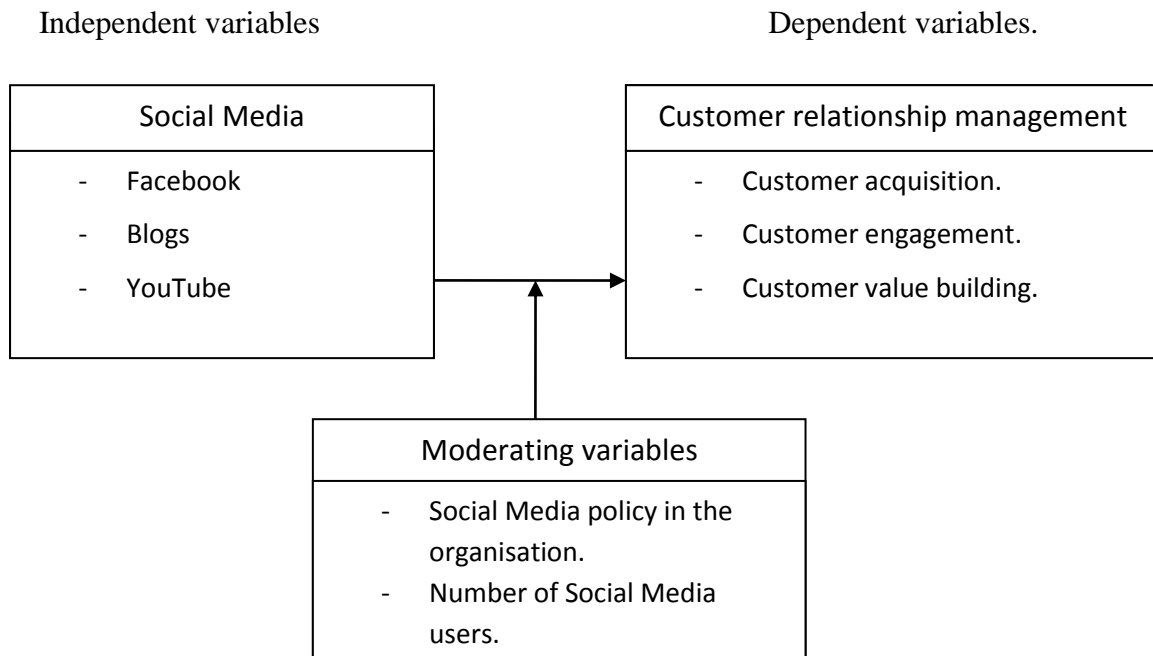 Independent variables
Dependent variables.
Social Media
- Facebook
- Blogs
- YouTube
Customer relationship management
- Customer acquisition.
- Customer engagement.
- Customer value building.
Moderating variables
- Social Media policy in the
organisation.
- Number of Social Media
users.